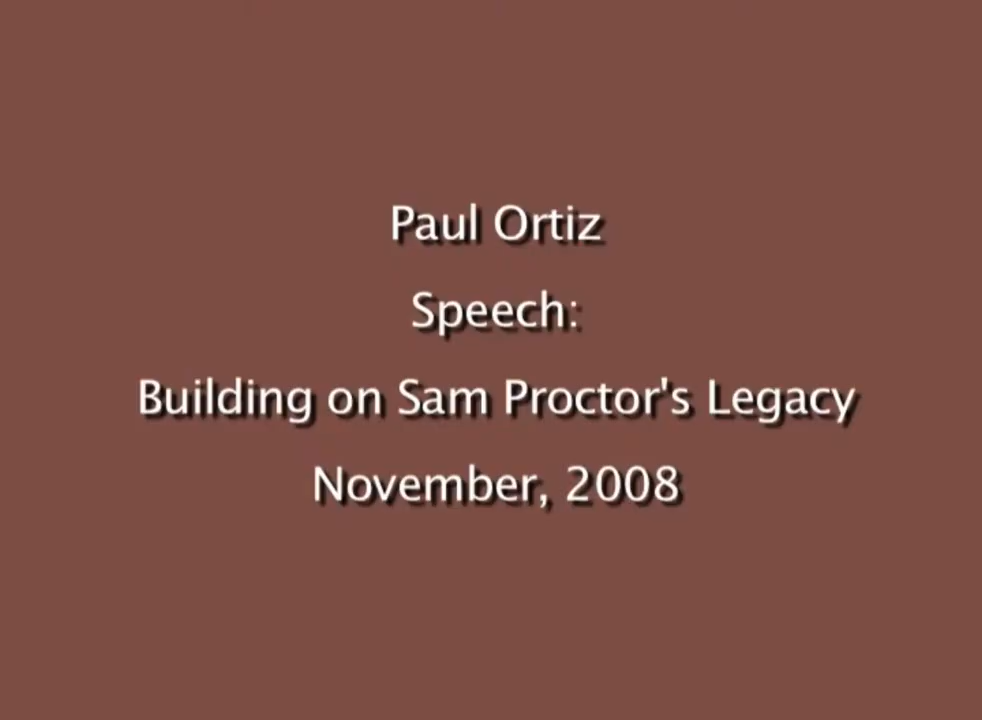 Paul Ortiz
Speech:
Building on Sam Proctor's Legacy
November, 2008